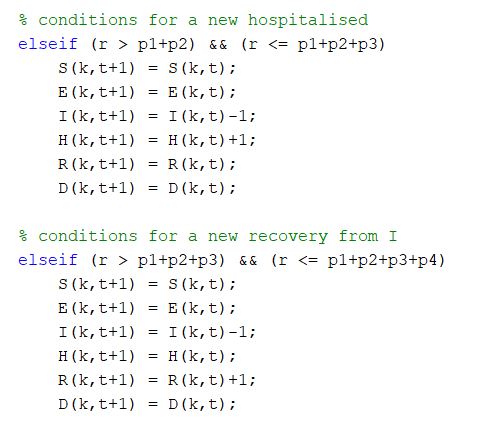 % conditions for a new hospitalised
elseif (r > p1+p2) && (r <= p1+p2+p3)
    S(k,t+1) = S(k,t);
    E(k,t+1) = E(k,t);
    I(k,t+1) = I(k,t)-1;
    H(k,t+1) = H(k,t)+1;
    R(k,t+1) = R(k,t);
    D(k,t+1) = D(k,t);

% conditions for a new recovery from I
elseif (r > p1+p2+p3) && (r <= p1+p2+p3+p4)
    S(k,t+1) = S(k,t);
    E(k,t+1) = E(k,t);
    I(k,t+1) = I(k,t)-1;
    H(k,t+1) = H(k,t);
    R(k,t+1) = R(k,t)+1;
    D(k,t+1) = D(k,t);